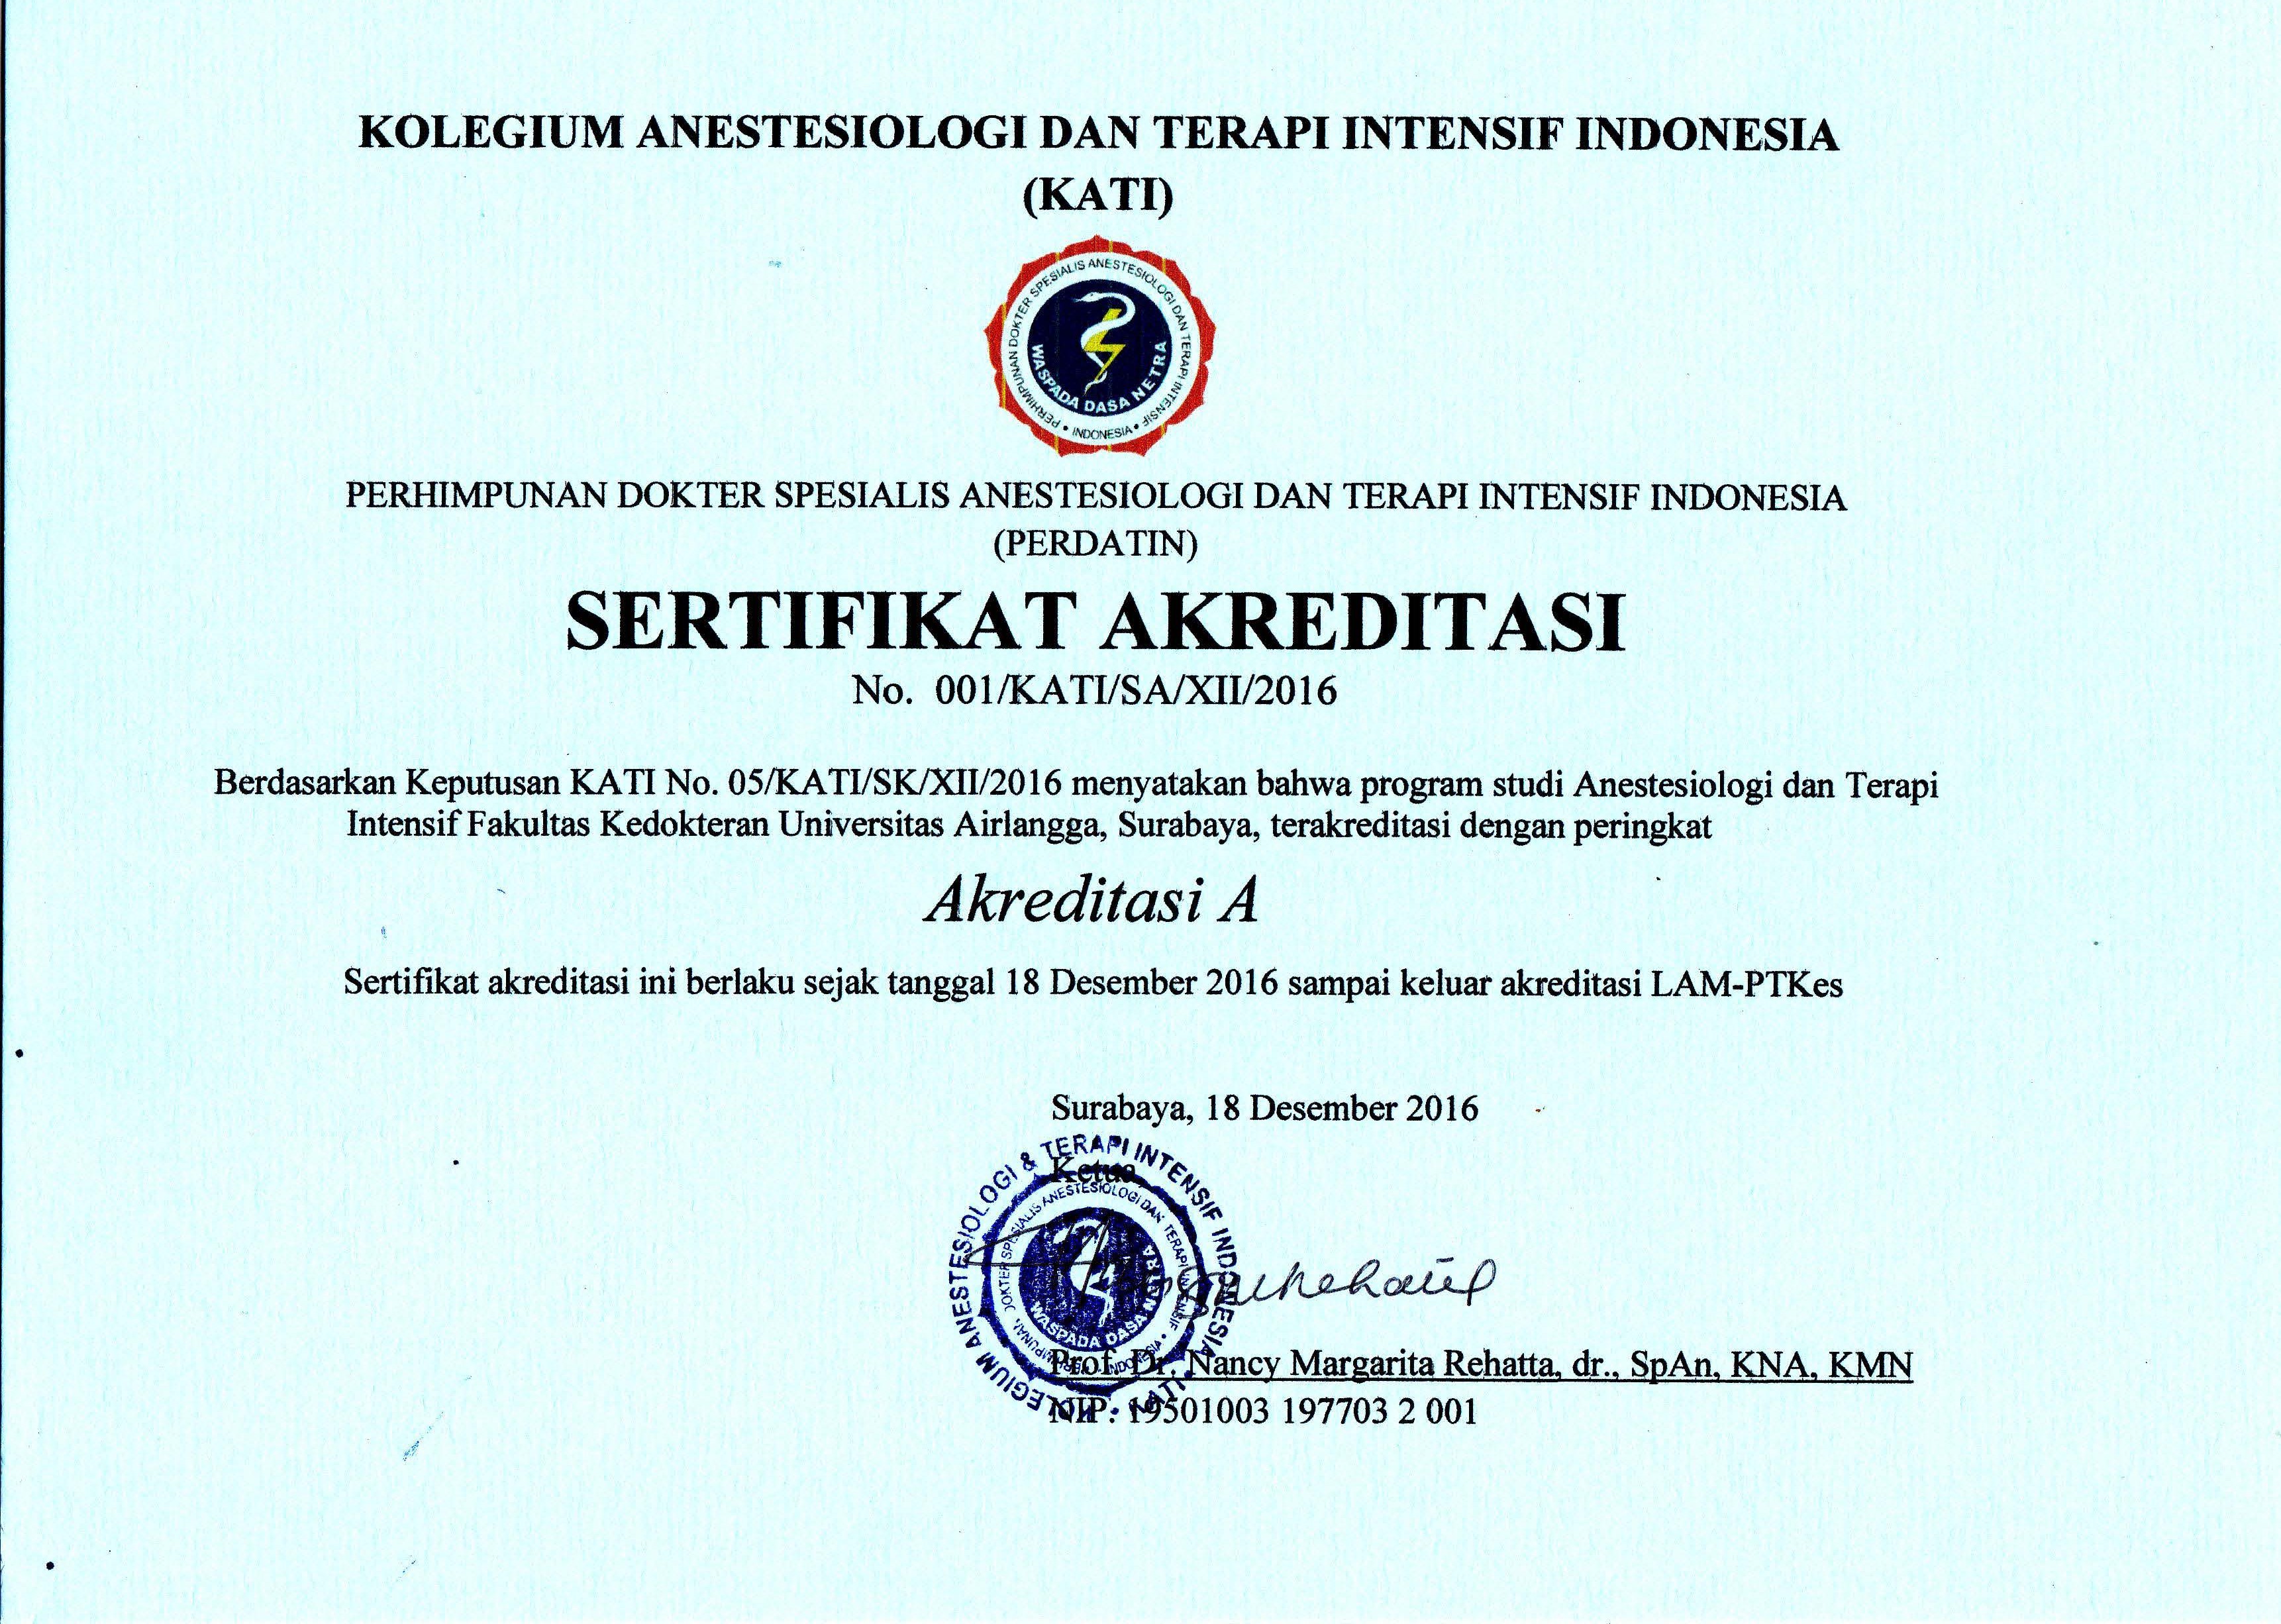 KOLEGIUM ANESTESIOLOGI DAN TERAPI INTENSIF INDONESIA
(KATI)
PERHIMPUNAN DOKTER SPESIALIS ANESTESIOLOGI DAN TERAPI INTENSIF
• INDONESIA •
WASPADA DASA NETRA
PERHIMPUNAN DOKTER SPESIALIS ANESTESIOLOGI DAN TERAPI INTENSIF INDONESIA
(PERDATIN)
SERTIFIKAT AKREDITASI
No. 001/KATI/SA/XII/2016
Berdasarkan Keputusan KATI No. 05/KATI/SK/XII/2016 menyatakan bahwa program studi Anestesiologi dan Terapi
Intensif Fakultas Kedokteran Universitas Airlangga, Surabaya, terakreditasi dengan peringkat
Akreditasi A
Sertifikat akreditasi ini berlaku sejak tanggal 18 Desember 2016 sampai keluar akreditasi LAM-PTKes
Surabaya, 18 Desember 2016
Ketua
KOLEGIUM ANESTESIOLOGI & TERAPI INTENSIF INDONESIA
• KATI •
DOKTER SPESIALIS ANESTESIOLOGI DAN TERAPI INTENSIF
INDONESIA
WASPADA DASA
Prof. Dr. Nancy Margarita Rehatta, dr., SpAn, KNA, KMN
NIP. 19501003 197703 2 001